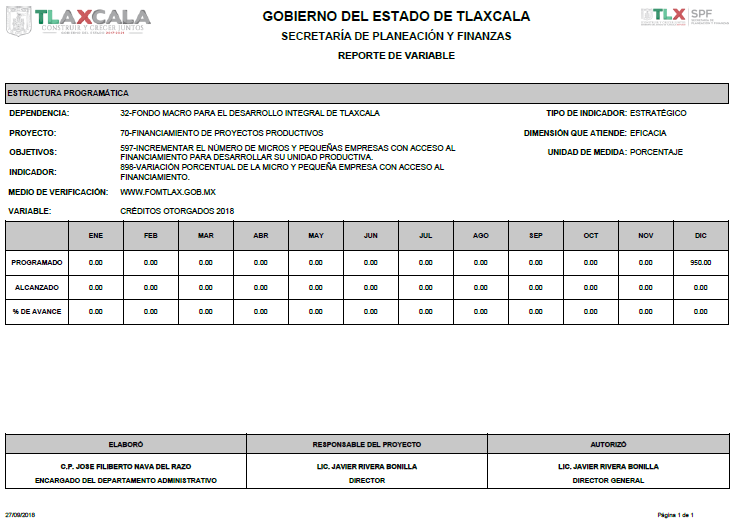 TLAXCALA
CONSTRUIR Y CRECER JUNTOS
GOBIERNO DEL ESTADO 2017-2021
GOBIERNO DEL ESTADO DE TLAXCALA
SECRETARÍA DE PLANEACIÓN Y FINANZAS
REPORTE DE VARIABLE
TLX SPF
ESTRUCTURA PROGRAMÁTICA
DEPENDENCIA: 32-FONDO MACRO PARA EL DESARROLLO INTEGRAL DE TLAXCALA TIPO DE INDICADOR: ESTRATÉGICO
PROYECTO: 70-FINANCIAMIENTO DE PROYECTOS PRODUCTIVOS DIMENSIÓN QUE ATIENDE: EFICACIA
OBJETIVOS: 597-INCREMENTAR EL NÚMERO DE MICROS Y PEQUEÑAS EMPRESAS CON ACCESO AL
FINANCIAMIENTO PARA DESARROLLAR SU UNIDAD PRODUCTIVA. UNIDAD DE MEDIDA: PORCENTAJE
INDICADOR: 898-VARIACIÓN PORCENTUAL DE LA MICRO Y PEQUEÑA EMPRESA CON ACCESO AL
FINANCIAMIENTO.
MEDIO DE VERIFICACIÓN: WWW.FOMTLAX.GOB.MX
VARIABLE: CRÉDITOS OTORGADOS 2018
ENE FEB MAR ABR MAY JUN JUL AGO SEP OCT NOV DIC
PROGRAMADO 0.00 0.00 0.00 0.00 0.00 0.00 0.00 0.00 0.00 0.00 0.00 950.00
ALCANZADO 0.00 0.00 0.00 0.00 0.00 0.00 0.00 0.00 0.00 0.00 0.00 0.00
% DE AVANCE 0.00 0.00 0.00 0.00 0.00 0.00 0.00 0.00 0.00 0.00 0.00 0.00
ELABORÓ RESPONSABLE DEL PROYECTO AUTORIZÓ
C.P. JOSE FILIBERTO NAVA DEL RAZO LIC. JAVIER RIVERA BONILLA LIC. JAVIER RIVERA BONILLA
ENCARGADO DEL DEPARTAMENTO ADMINISTRATIVO DIRECTOR DIRECTOR GENERAL
27/09/2018 Página 1 de 1